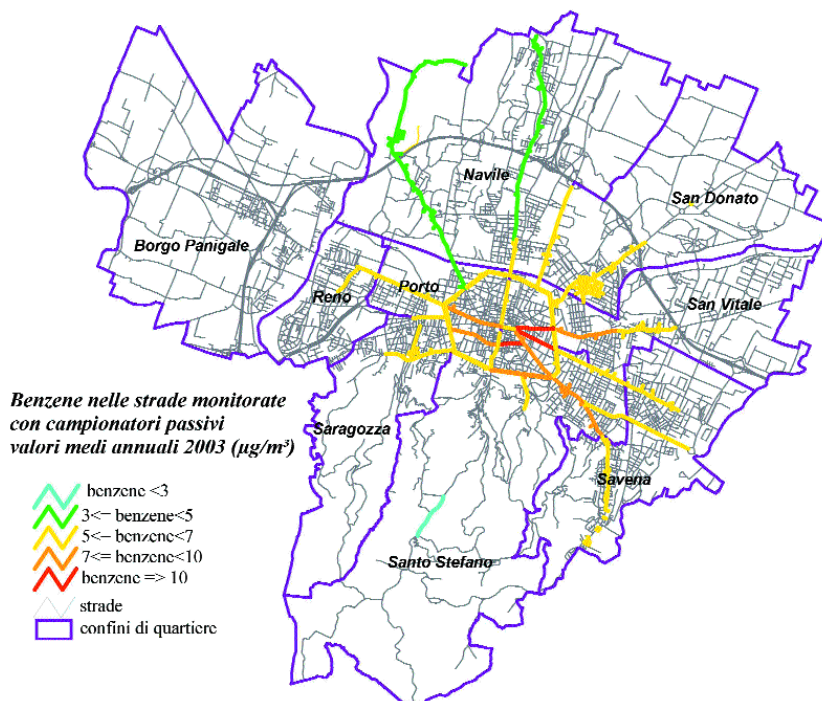 Navile
San Donato
Borgo Panigale
Porto
Reno
San Vitale
Benzene nelle strade monitorate
con campionatori passivi
valori medi annuali 2003 (µg/m³)
Saragozza
Savena
Santo Stefano
benzene <3
3<= benzene<5
5<= benzene<7
7<= benzene<10
benzene => 10
strade
confini di quartiere